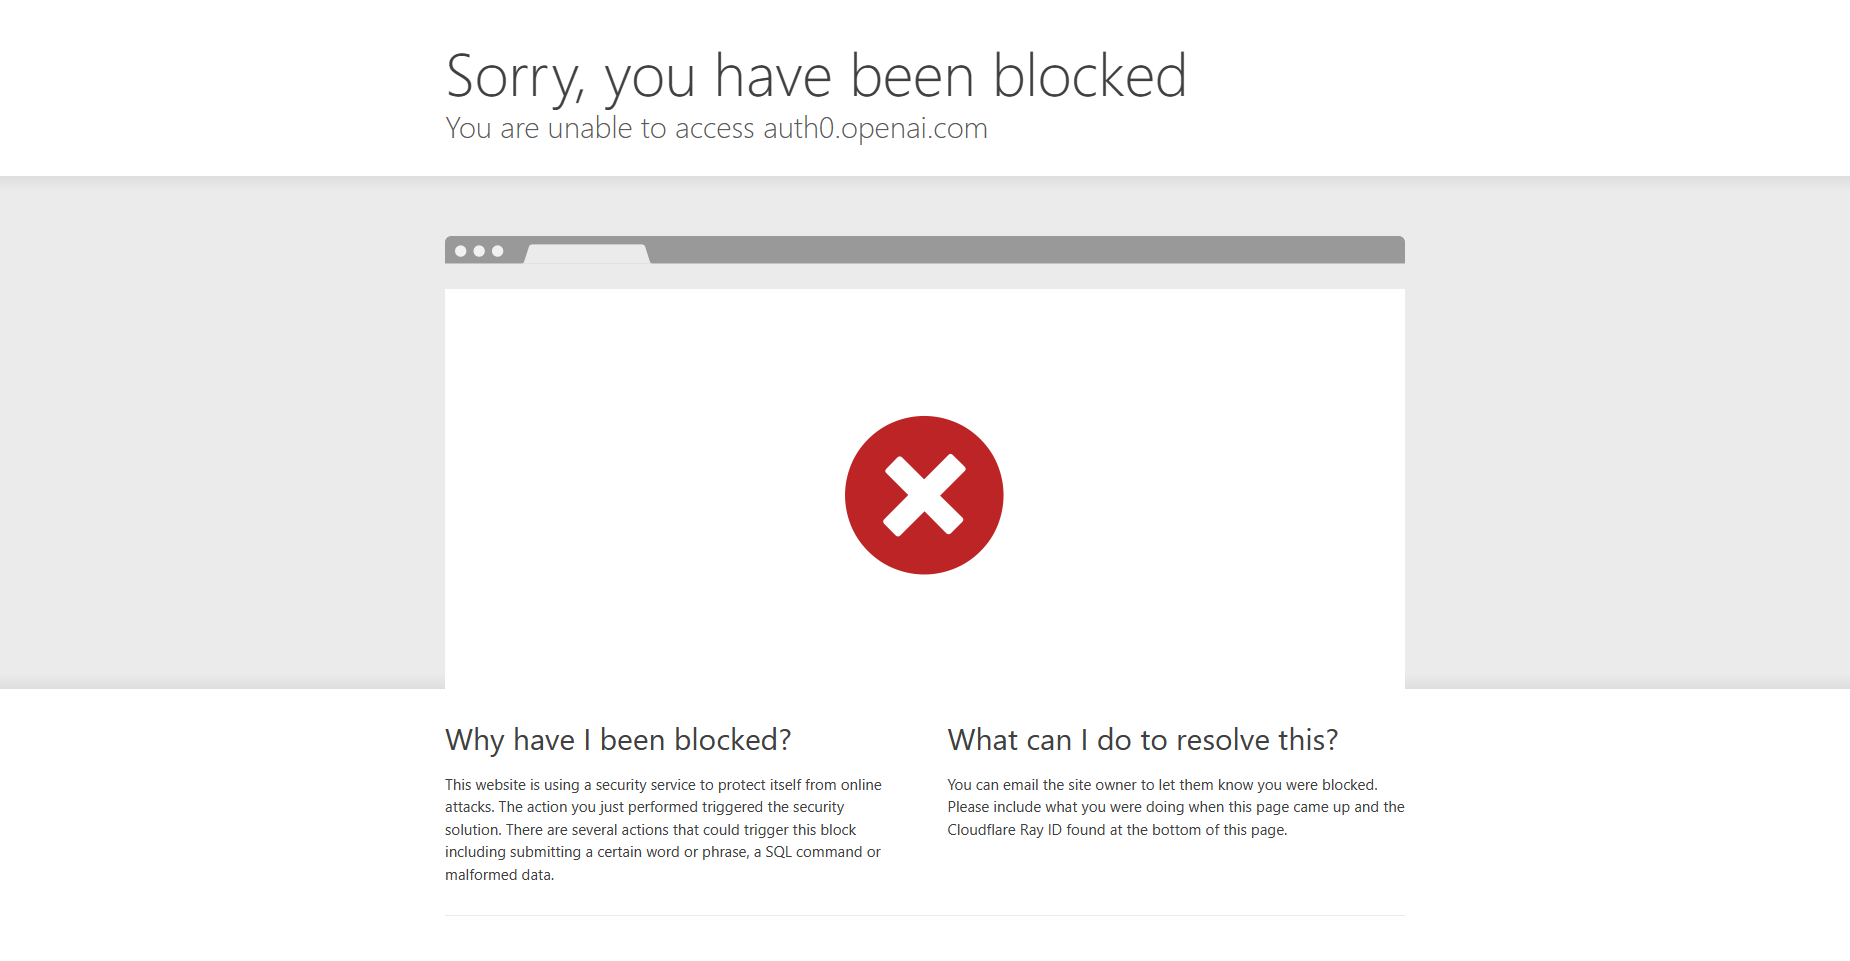 Sorry, you have been blocked
You are unable to access auth0.openai.com
Why have I been blocked?
This website is using a security service to protect itself from online
attacks. The action you just performed triggered the security
solution. There are several actions that could trigger this block
including submitting a certain word or phrase, a SQL command or
malformed data.
What can I do to resolve this?
You can email the site owner to let them know you were blocked.
Please include what you were doing when this page came up and the
Cloudflare Ray ID found at the bottom of this page.